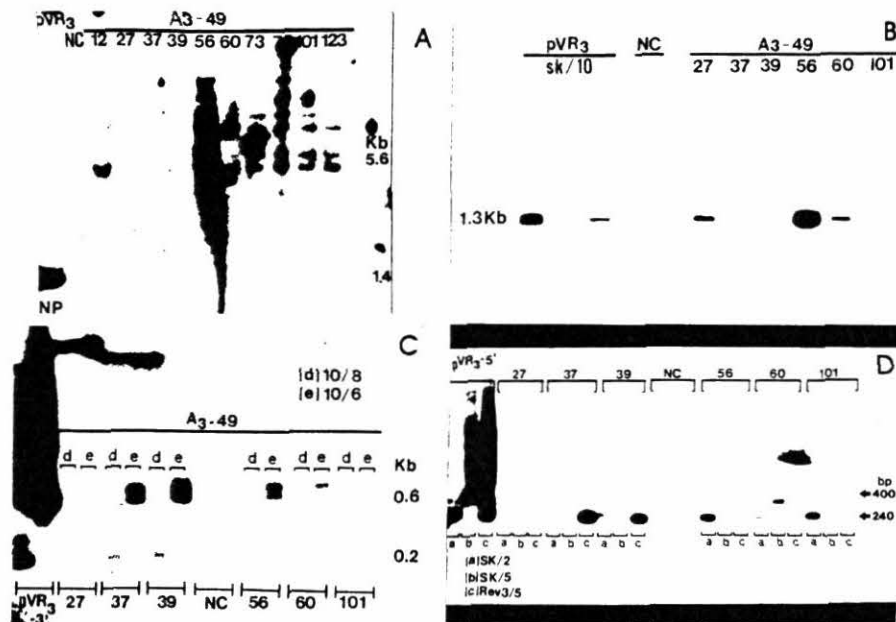 pVR3 A3-49
NC 12 27 37 39 56 60 73 101 123
A
Kb
5.6
1.4
NP
B
pVR3 NC A3-49
sk/10 27 37 39 56 60 101
1.3Kb
C
(d) 10/8
(e) 10/6
A3-49
d e d e d e d e d e d e
Kb
0.6
0.2
pVR3 27 37 39 NC 56 60 101
-3'
D
pVR3-5' 27 37 39 NC 56 60 101
bp
400
240
a b c a b c a b c a b c a b c a b c a b c
(a) SK/2
(b) SK/5
(c) Rev3/5